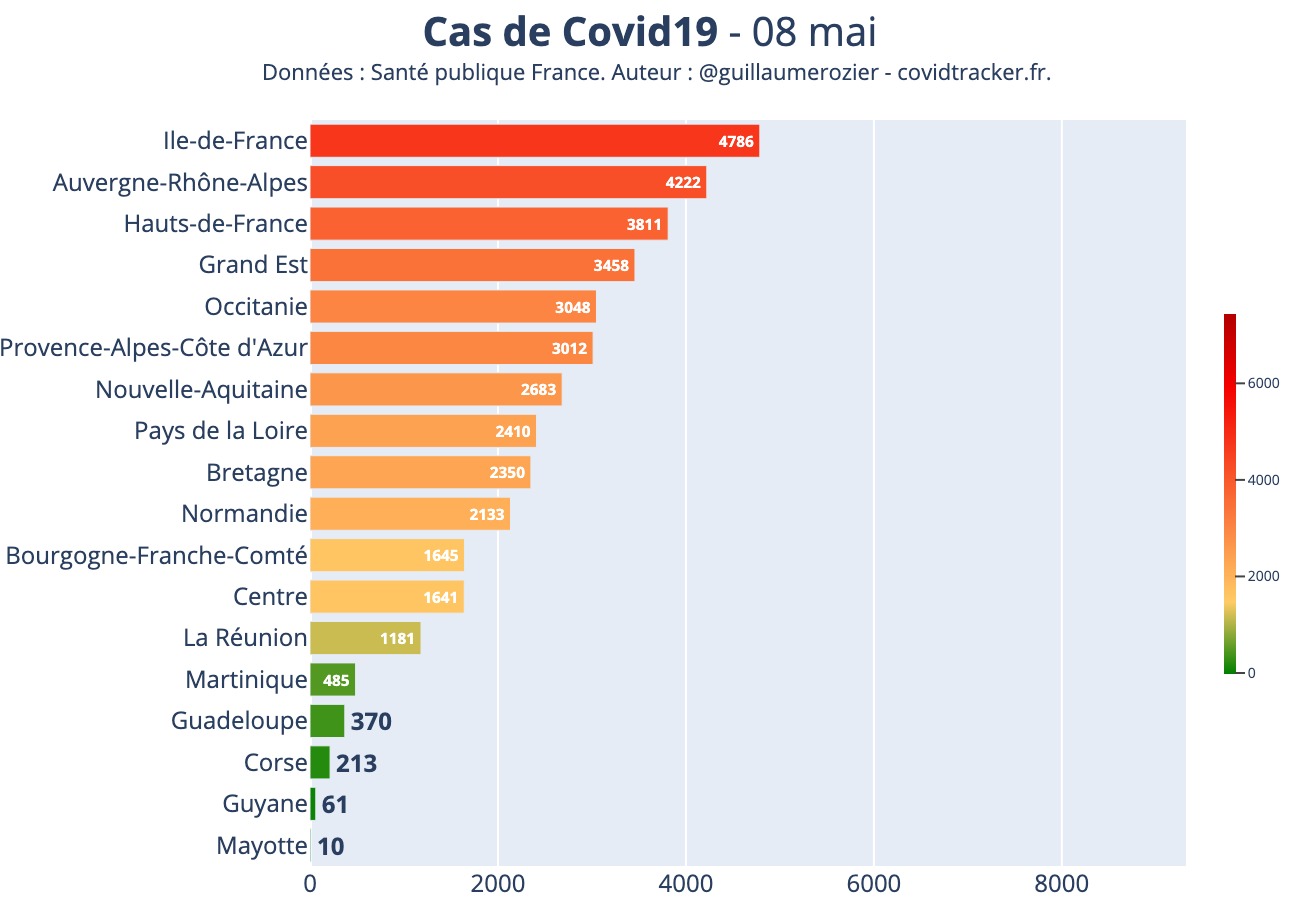 Cas de Covid19 - 08 mai
Données : Santé publique France. Auteur : @guillaumerozier - covidtracker.fr.
Ile-de-France 4786
Auvergne-Rhône-Alpes 4222
Hauts-de-France 3811
Grand Est 3458
Occitanie 3048
Provence-Alpes-Côte d'Azur 3012
Nouvelle-Aquitaine 2683
Pays de la Loire 2410
Bretagne 2350
Normandie 2133
Bourgogne-Franche-Comté 1645
Centre 1641
La Réunion 1181
Martinique 485
Guadeloupe 370
Corse 213
Guyane 61
Mayotte 10
0 2000 4000 6000 8000
6000
4000
2000
0